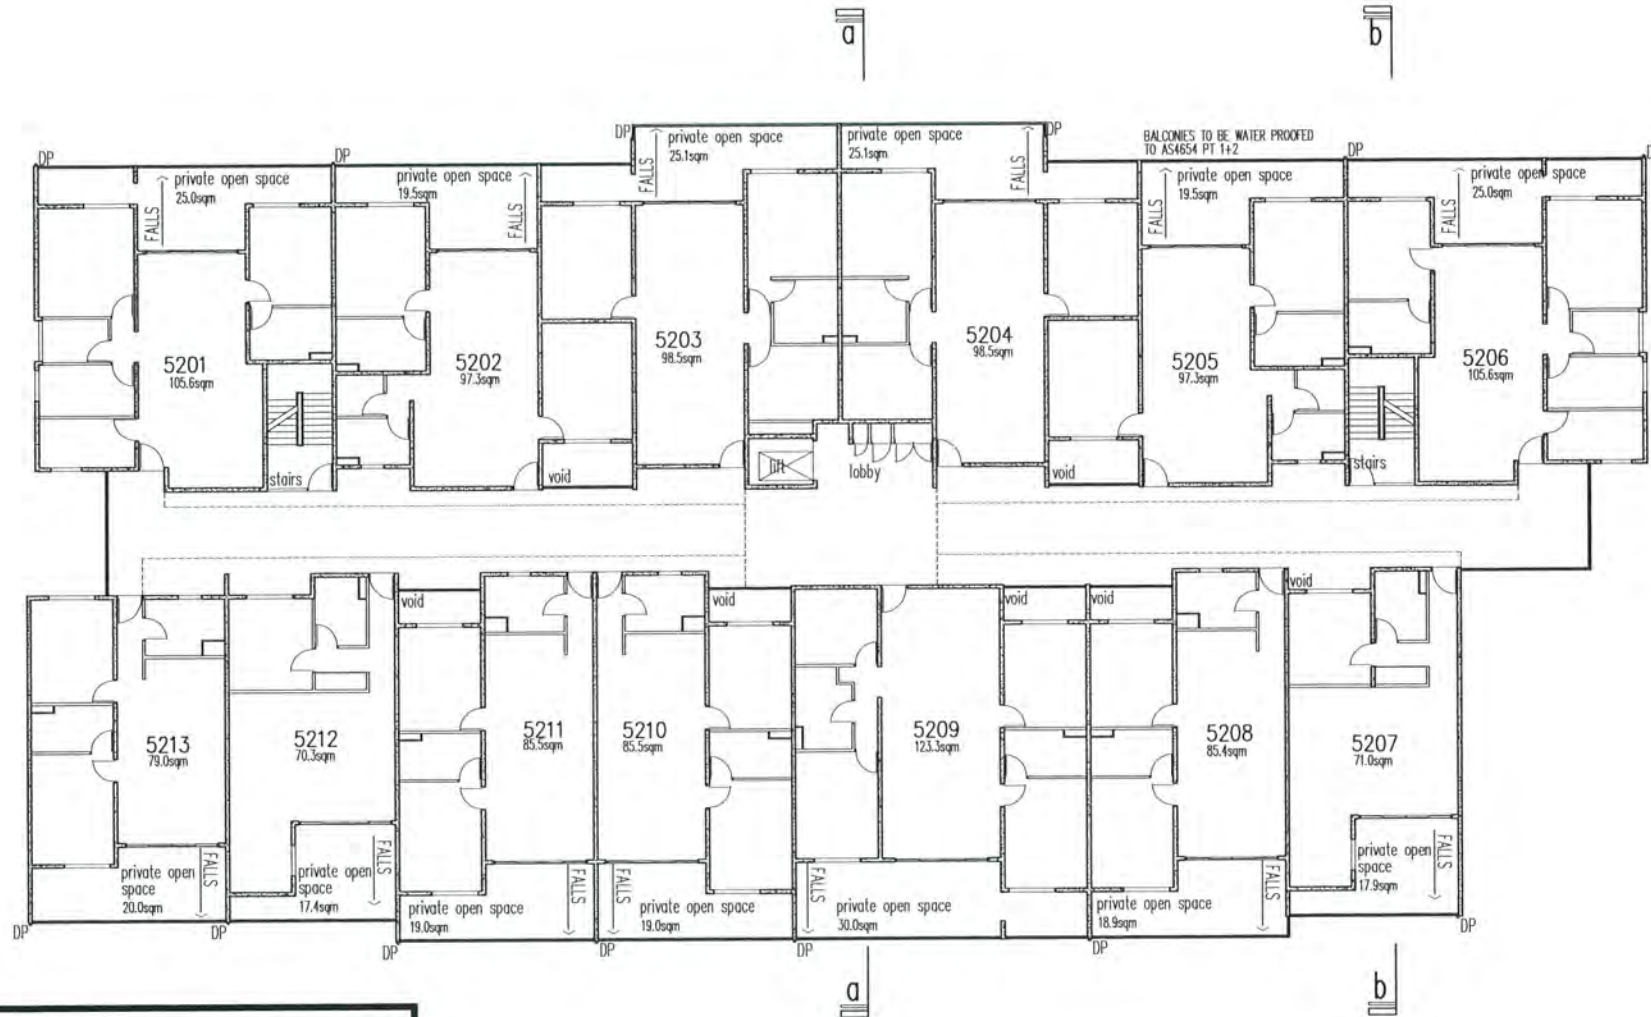 a
b
DP
private open space
25.1sqm
FALLS
private open space
25.1sqm
FALLS
DP
BALCONIES TO BE WATER PROOFED
TO AS4654 PT 1+2
DP
DP
DP
private open space
25.0sqm
FALLS
private open space
19.5sqm
FALLS
private open space
19.5sqm
FALLS
private open space
25.0sqm
FALLS
5201
105.6sqm
5202
97.3sqm
5203
98.5sqm
5204
98.5sqm
5205
97.3sqm
5206
105.6sqm
stairs
void
lift
lobby
void
stairs
void
void
void
void
void
5213
79.0sqm
5212
70.3sqm
5211
85.5sqm
5210
85.5sqm
5209
123.3sqm
5208
85.4sqm
5207
71.0sqm
private open
space
20.0sqm
FALLS
private open
space
17.4sqm
FALLS
private open space
19.0sqm
FALLS
FALLS
private open space
19.0sqm
FALLS
private open space
30.0sqm
private open space
18.9sqm
FALLS
private open
space
17.9sqm
FALLS
DP
DP
DP
DP
DP
DP
DP
a
b